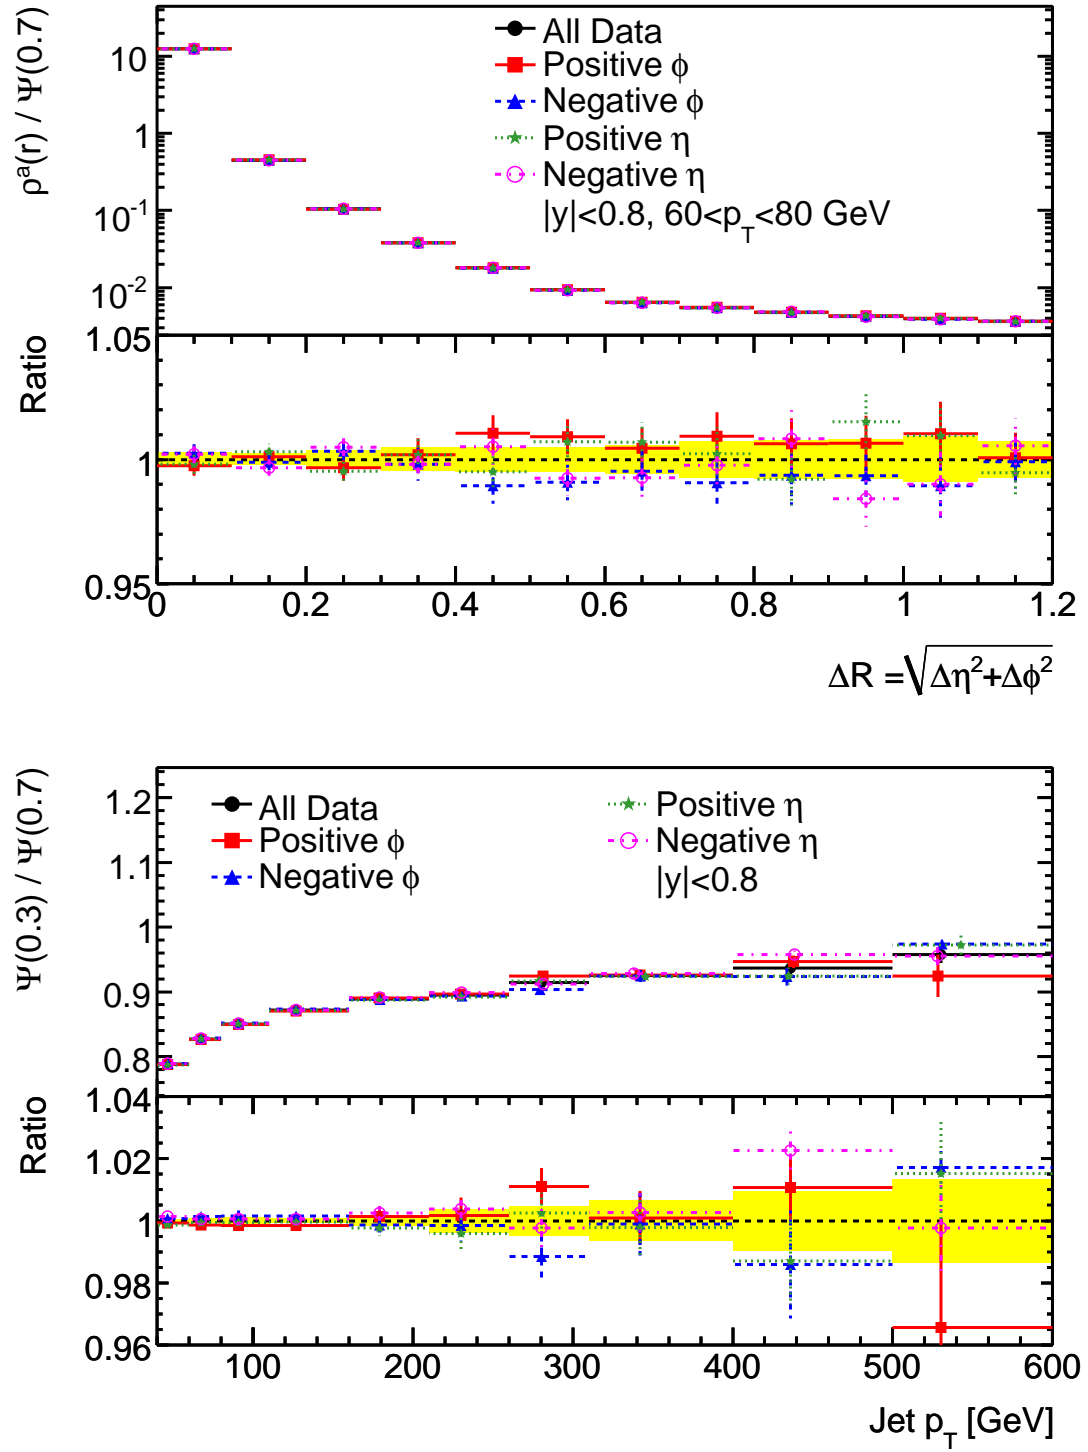 ρᵃ(r) / Ψ(0.7)
10
1
10⁻¹
10⁻²
All Data
Positive ϕ
Negative ϕ
Positive η
Negative η
|y|<0.8, 60<p_T<80 GeV
Ratio
1.05
1
0.95
0 0.2 0.4 0.6 0.8 1 1.2
ΔR = √Δη²+Δϕ²
Ψ(0.3) / Ψ(0.7)
1.2
1.1
1
0.9
0.8
All Data
Positive ϕ
Negative ϕ
Positive η
Negative η
|y|<0.8
Ratio
1.04
1.02
1
0.98
0.96
100 200 300 400 500 600
Jet p_T [GeV]